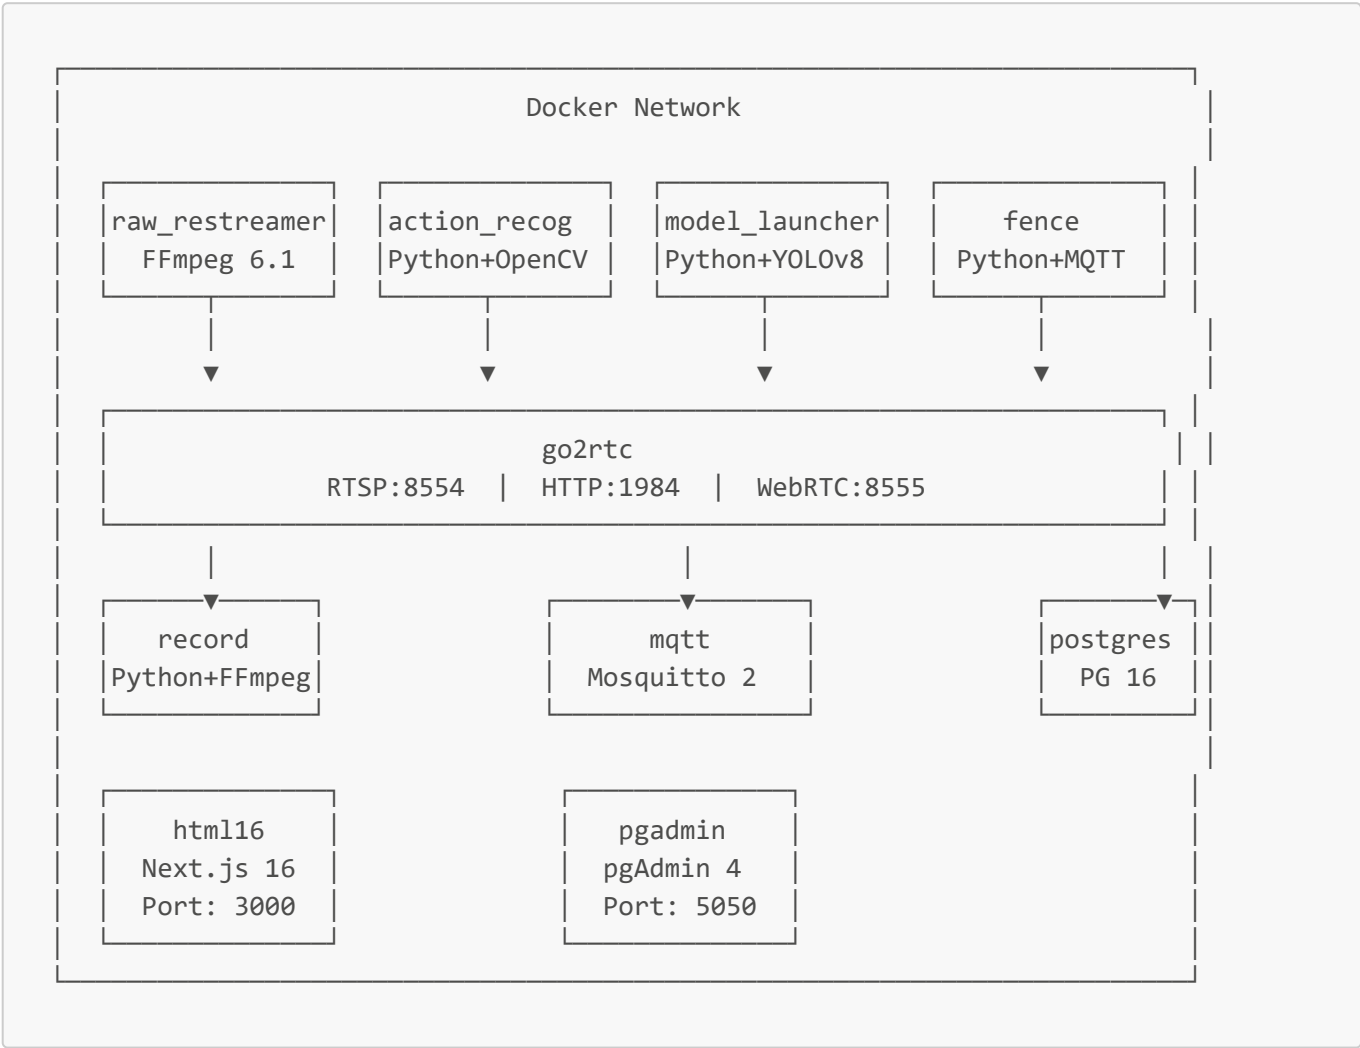 Docker Network
raw_restreamer action_recog model_launcher fence
FFmpeg 6.1 Python+OpenCV Python+YOLOv8 Python+MQTT
go2rtc
RTSP:8554 | HTTP:1984 | WebRTC:8555
record mqtt postgres
Python+FFmpeg Mosquitto 2 PG 16
html16 pgadmin
Next.js 16 pgAdmin 4
Port: 3000 Port: 5050